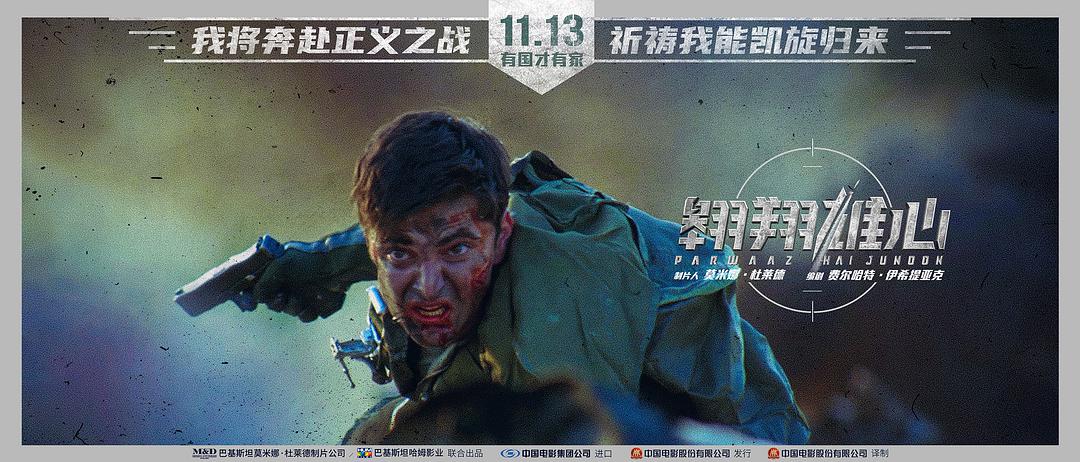 我将奔赴正义之战
11.13
有国才有家
祈祷我能凯旋归来
翱翔雄心
PARWAAZ HAI JUNOON
制片人 莫米娜·杜莱德 编剧 费尔哈特·伊希提亚克
M&D 巴基斯坦莫米娜·杜莱德制片公司 / 巴基斯坦哈姆影业 联合出品 中国电影集团公司 进口 中国电影股份有限公司 发行 中国电影股份有限公司 译制